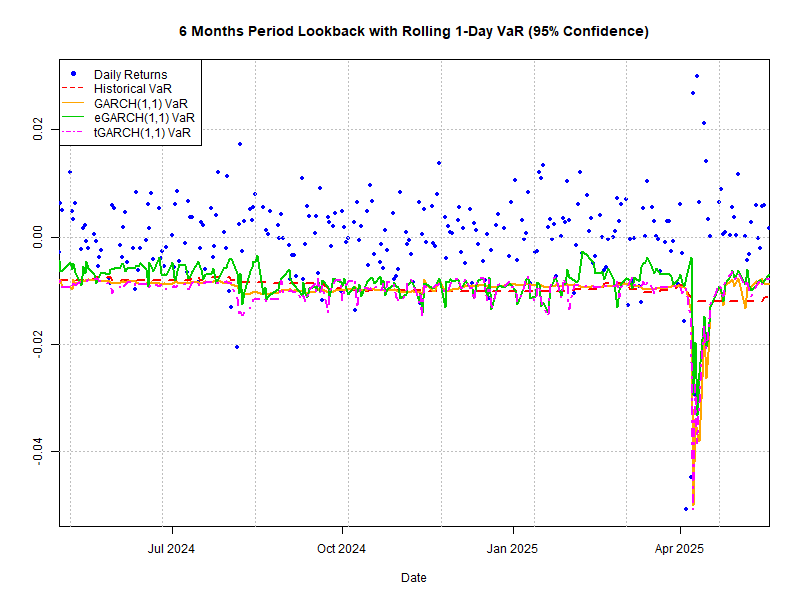 6 Months Period Lookback with Rolling 1-Day VaR (95% Confidence)
Daily Returns
Historical VaR
GARCH(1,1) VaR
eGARCH(1,1) VaR
tGARCH(1,1) VaR
0.02
0.00
-0.02
-0.04
Jul 2024
Oct 2024
Jan 2025
Apr 2025
Date